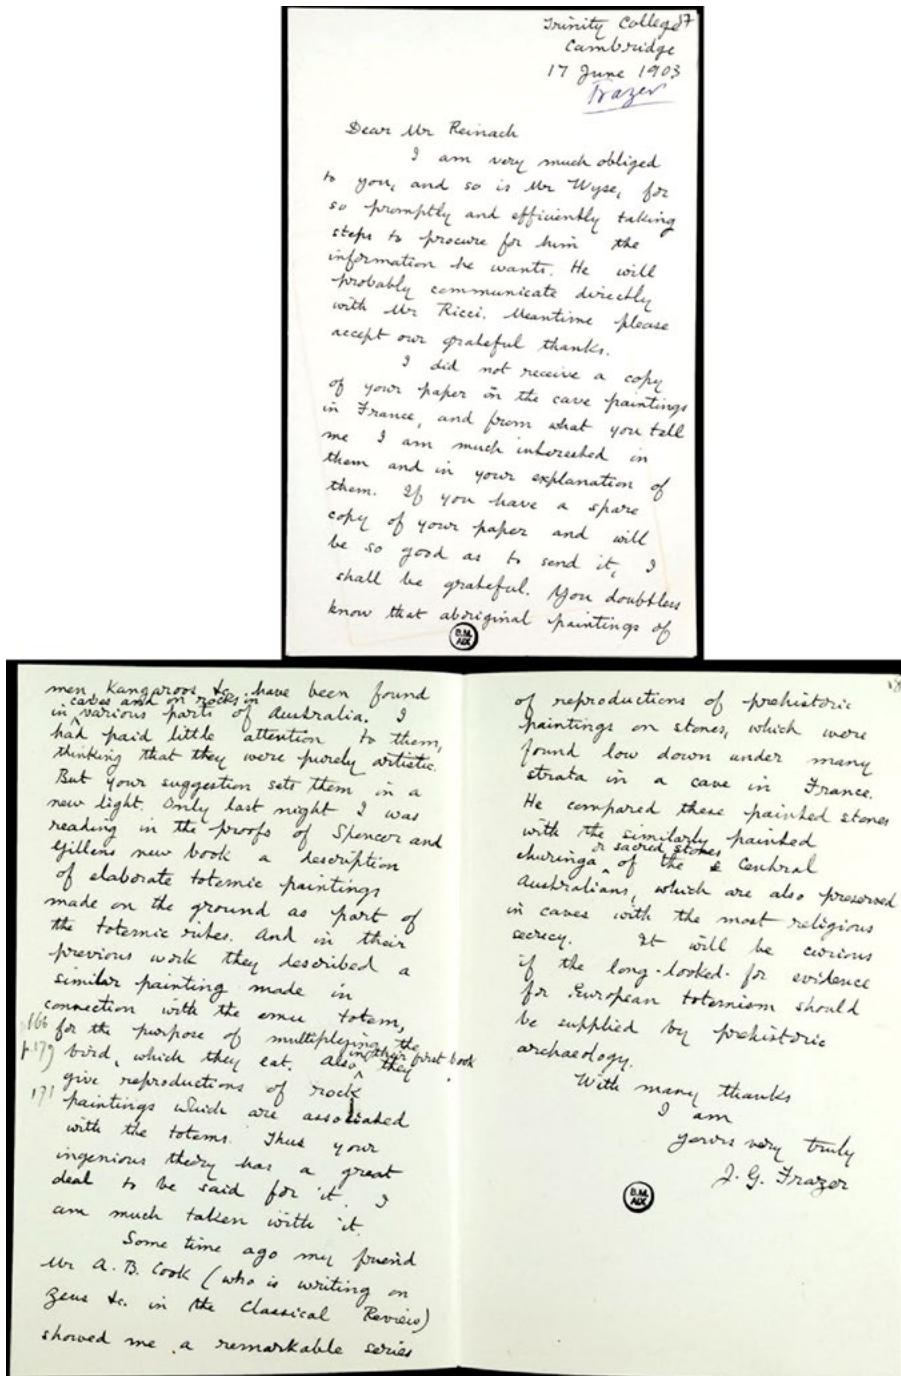 Trinity College 57
Cambridge
17 June 1903
Frazer
Dear Mr Reinach
I am very much obliged
to you, and so is Mr Wyse, for
so promptly and efficiently taking
steps to procure for him the
information he wants. He will
probably communicate directly
with Mr Ricci. Meantime please
accept our grateful thanks.
I did not receive a copy
of your paper on the cave paintings
in France, and from what you tell
me I am much interested in
them and in your explanation of
them. If you have a spare
copy of your paper and will
be so good as to send it, I
shall be grateful. You doubtless
know that aboriginal paintings of
B.M.
AIX
men, Kangaroos &c. have been found
caves and on rocks in
in various parts of Australia. I
had paid little attention to them,
thinking that they were purely artistic.
But your suggestion sets them in a
new light. Only last night I was
reading in the proofs of Spencer and
Gillens new book a description
of elaborate totemic paintings
made on the ground as part of
the totemic rites. And in their
previous work they described a
similar painting made in
connection with the emu totem,
166 for the purpose of multiplying the
in their first book
p.179 bird, which they eat. Also they
give reproductions of rock
171 paintings which are associated
with the totems. Thus your
ingenious theory has a great
deal to be said for it. I
am much taken with it.
Some time ago my friend
Mr A. B. Cook (who is writing on
Zeus &c. in the Classical Review)
showed me a remarkable series
of reproductions of prehistoric
paintings on stones, which were
found low down under many
strata in a cave in France.
He compared these painted stones
with the similarly painted
or sacred stones
churinga of the Central
Australians, which are also preserved
in caves with the most religious
secrecy. It will be curious
if the long-looked-for evidence
for European totemism should
be supplied by prehistoric
archaeology.
With many thanks
I am
Yours very truly
J. G. Frazer
B.M.
AIX